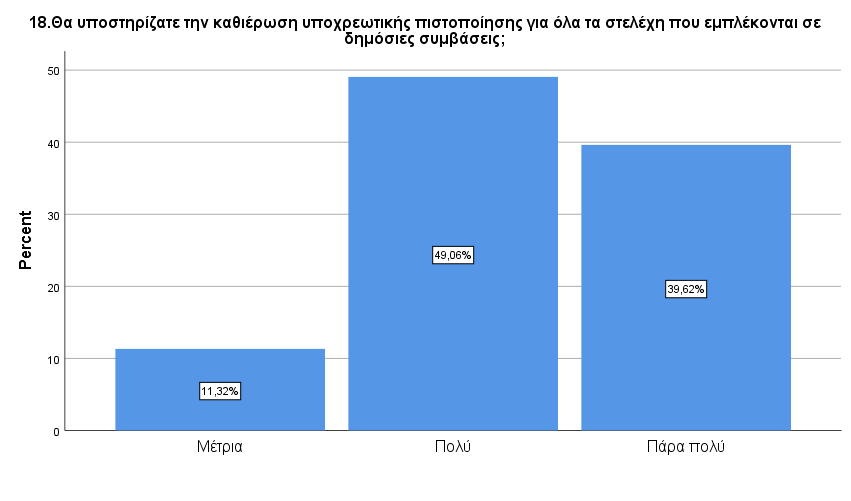 18.Θα υποστηρίζατε την καθιέρωση υποχρεωτικής πιστοποίησης για όλα τα στελέχη που εμπλέκονται σε
δημόσιες συμβάσεις;
50
40
30
20
10
0
Percent
11,32%
49,06%
39,62%
Μέτρια
Πολύ
Πάρα πολύ